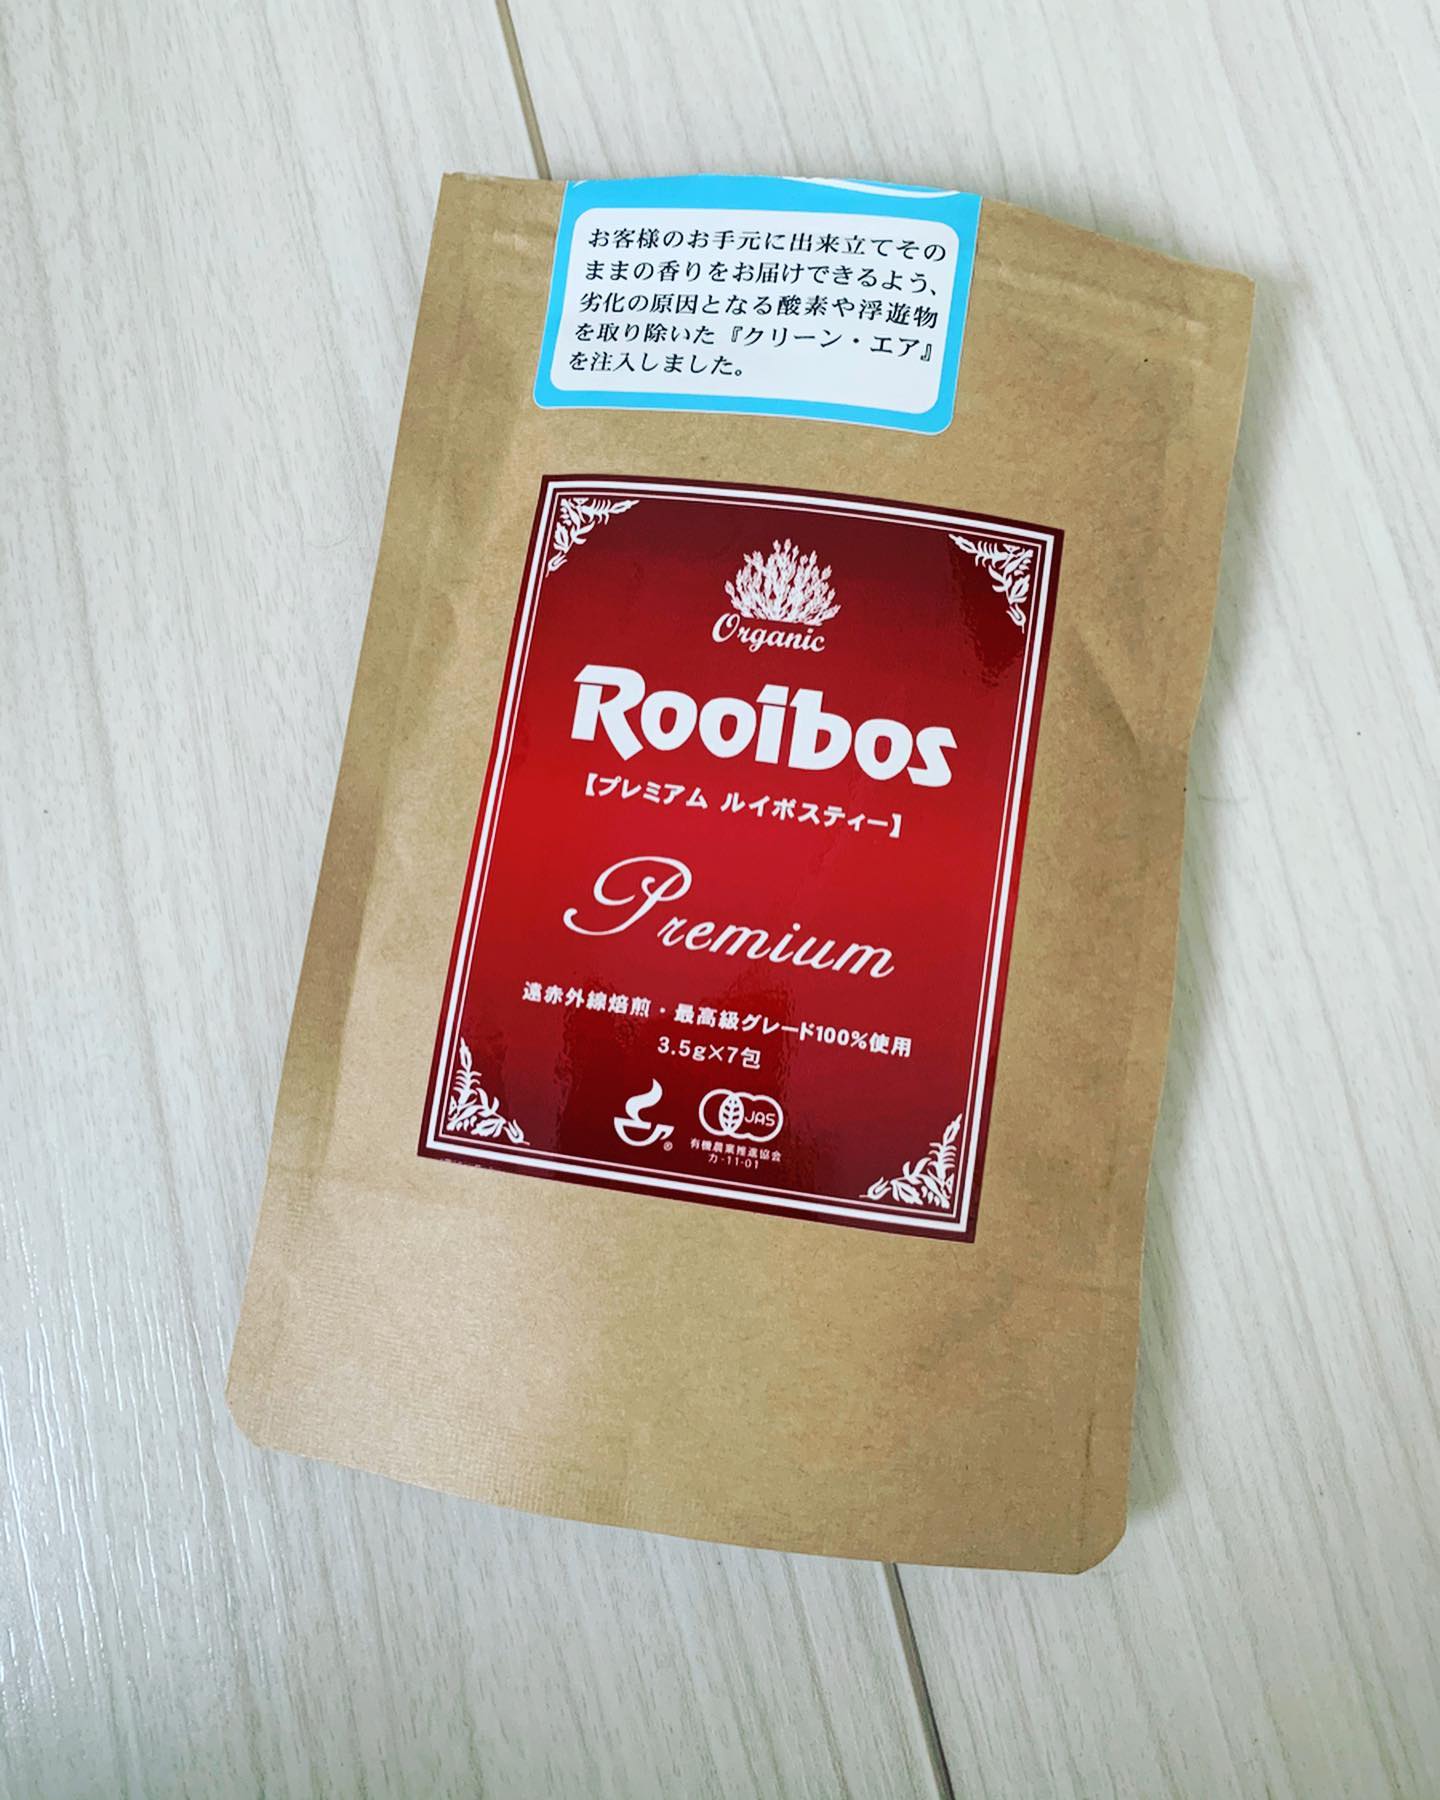 お客様のお手元に出来立てその
ままの香りをお届けできるよう、
劣化の原因となる酸素や浮遊物
を取り除いた『クリーン・エア』
を注入しました。
Organic
Rooibos
【プレミアム ルイボスティー】
Premium
遠赤外線焙煎・最高級グレード100%使用
3.5g×7包
®
JAS
有機農業推進協会
カ-11-01